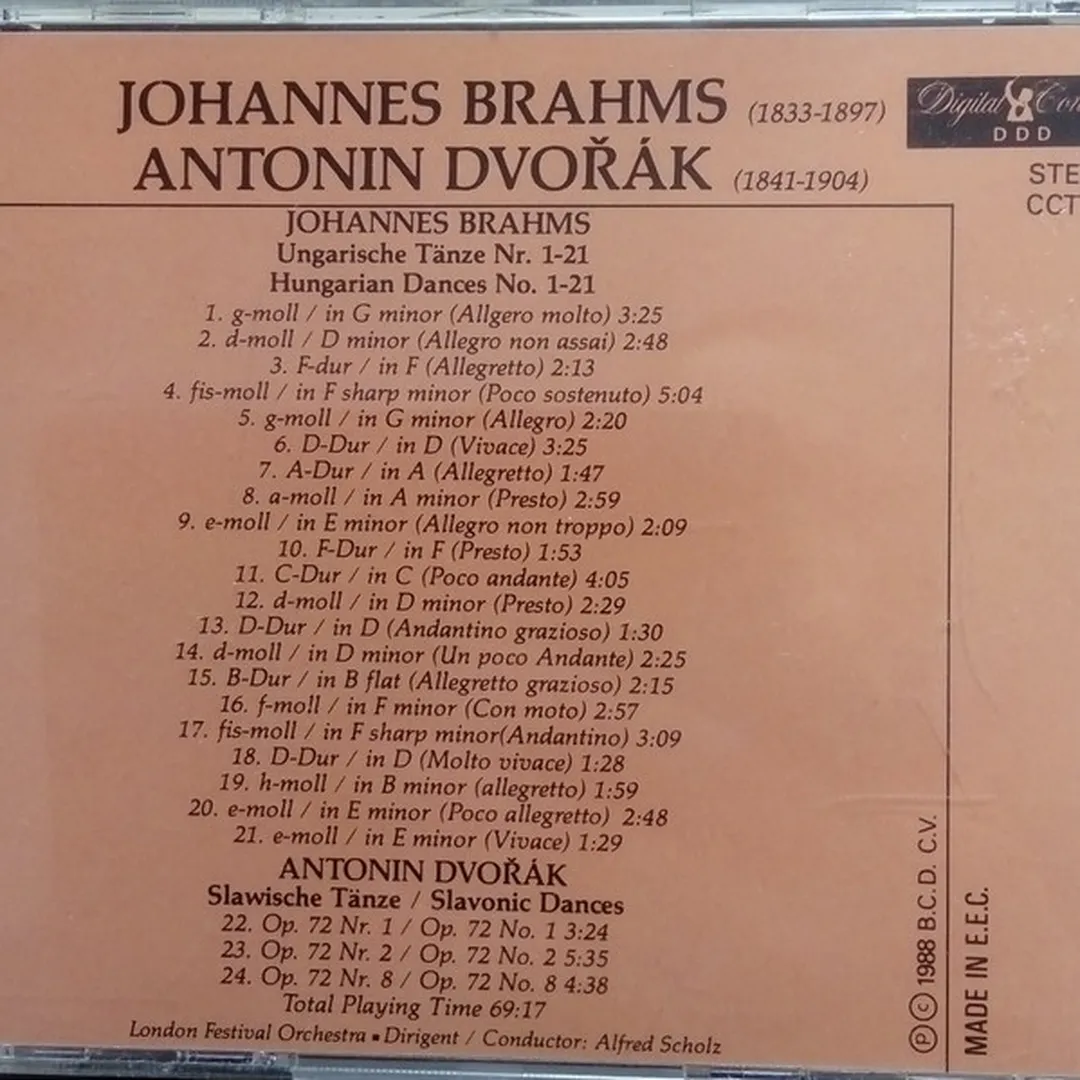 JOHANNES BRAHMS (1833-1897)
ANTONIN DVOŘÁK (1841-1904)
Digital
DDD
JOHANNES BRAHMS
Ungarische Tänze Nr. 1-21
Hungarian Dances No. 1-21
1. g-moll / in G minor (Allgero molto) 3:25
2. d-moll / D minor (Allegro non assai) 2:48
3. F-dur / in F (Allegretto) 2:13
4. fis-moll / in F sharp minor (Poco sostenuto) 5:04
5. g-moll / in G minor (Allegro) 2:20
6. D-Dur / in D (Vivace) 3:25
7. A-Dur / in A (Allegretto) 1:47
8. a-moll / in A minor (Presto) 2:59
9. e-moll / in E minor (Allegro non troppo) 2:09
10. F-Dur / in F (Presto) 1:53
11. C-Dur / in C (Poco andante) 4:05
12. d-moll / in D minor (Presto) 2:29
13. D-Dur / in D (Andantino grazioso) 1:30
14. d-moll / in D minor (Un poco Andante) 2:25
15. B-Dur / in B flat (Allegretto grazioso) 2:15
16. f-moll / in F minor (Con moto) 2:57
17. fis-moll / in F sharp minor(Andantino) 3:09
18. D-Dur / in D (Molto vivace) 1:28
19. h-moll / in B minor (allegretto) 1:59
20. e-moll / in E minor (Poco allegretto) 2:48
21. e-moll / in E minor (Vivace) 1:29
ANTONIN DVOŘÁK
Slawische Tänze / Slavonic Dances
22. Op. 72 Nr. 1 / Op. 72 No. 1 3:24
23. Op. 72 Nr. 2 / Op. 72 No. 2 5:35
24. Op. 72 Nr. 8 / Op. 72 No. 8 4:38
Total Playing Time 69:17
London Festival Orchestra ▪ Dirigent / Conductor: Alfred Scholz
℗ © 1988 B.C.D. C.V.
MADE IN E.E.C.